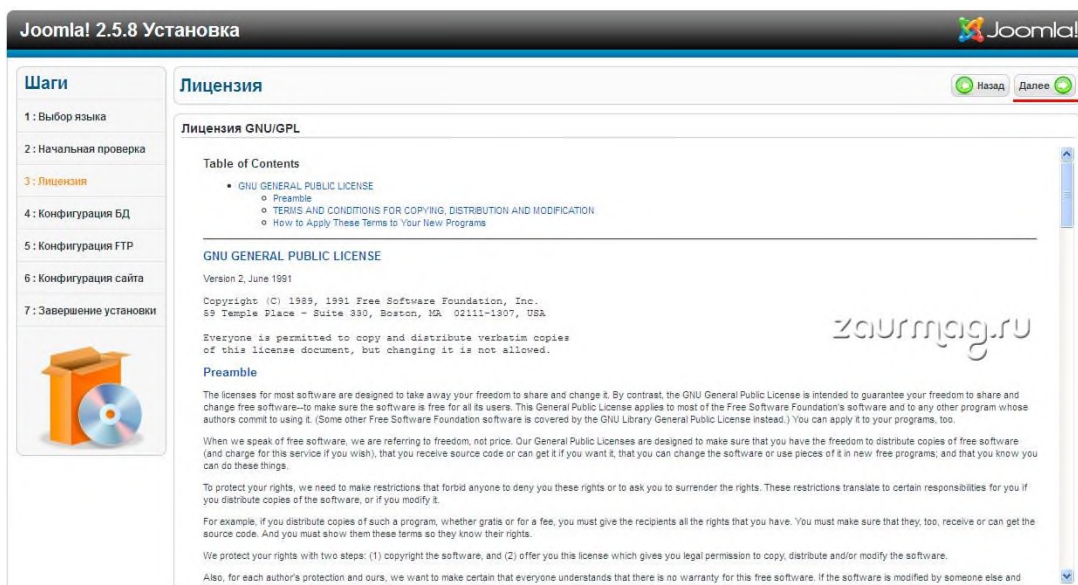 Joomla! 2.5.8 Установка
Joomla!
Шаги
1 : Выбор языка
2 : Начальная проверка
3 : Лицензия
4 : Конфигурация БД
5 : Конфигурация FTP
6 : Конфигурация сайта
7 : Завершение установки
Лицензия
Назад
Далее
Лицензия GNU/GPL
Table of Contents
GNU GENERAL PUBLIC LICENSE
Preamble
TERMS AND CONDITIONS FOR COPYING, DISTRIBUTION AND MODIFICATION
How to Apply These Terms to Your New Programs
GNU GENERAL PUBLIC LICENSE
Version 2, June 1991
Copyright (C) 1989, 1991 Free Software Foundation, Inc.
59 Temple Place - Suite 330, Boston, MA 02111-1307, USA
Everyone is permitted to copy and distribute verbatim copies
of this license document, but changing it is not allowed.
zaurmag.ru
Preamble
The licenses for most software are designed to take away your freedom to share and change it. By contrast, the GNU General Public License is intended to guarantee your freedom to share and
change free software--to make sure the software is free for all its users. This General Public License applies to most of the Free Software Foundation's software and to any other program whose
authors commit to using it. (Some other Free Software Foundation software is covered by the GNU Library General Public License instead.) You can apply it to your programs, too.
When we speak of free software, we are referring to freedom, not price. Our General Public Licenses are designed to make sure that you have the freedom to distribute copies of free software
(and charge for this service if you wish), that you receive source code or can get it if you want it, that you can change the software or use pieces of it in new free programs; and that you know you
can do these things.
To protect your rights, we need to make restrictions that forbid anyone to deny you these rights or to ask you to surrender the rights. These restrictions translate to certain responsibilities for you if
you distribute copies of the software, or if you modify it.
For example, if you distribute copies of such a program, whether gratis or for a fee, you must give the recipients all the rights that you have. You must make sure that they, too, receive or can get the
source code. And you must show them these terms so they know their rights.
We protect your rights with two steps: (1) copyright the software, and (2) offer you this license which gives you legal permission to copy, distribute and/or modify the software.
Also, for each author's protection and ours, we want to make certain that everyone understands that there is no warranty for this free software. If the software is modified by someone else and